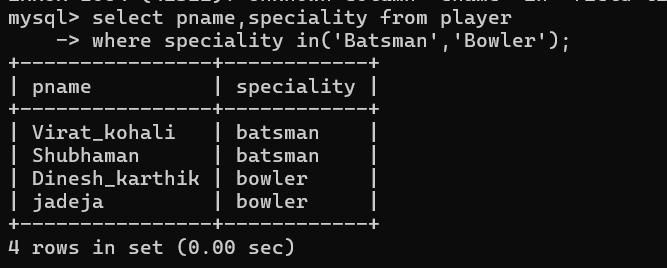 mysql> select pname,speciality from player
    -> where speciality in('Batsman','Bowler');
+---------------+------------+
| pname         | speciality |
+---------------+------------+
| Virat_kohali  | batsman    |
| Shubhaman     | batsman    |
| Dinesh_karthik | bowler     |
| jadeja        | bowler     |
+---------------+------------+
4 rows in set (0.00 sec)